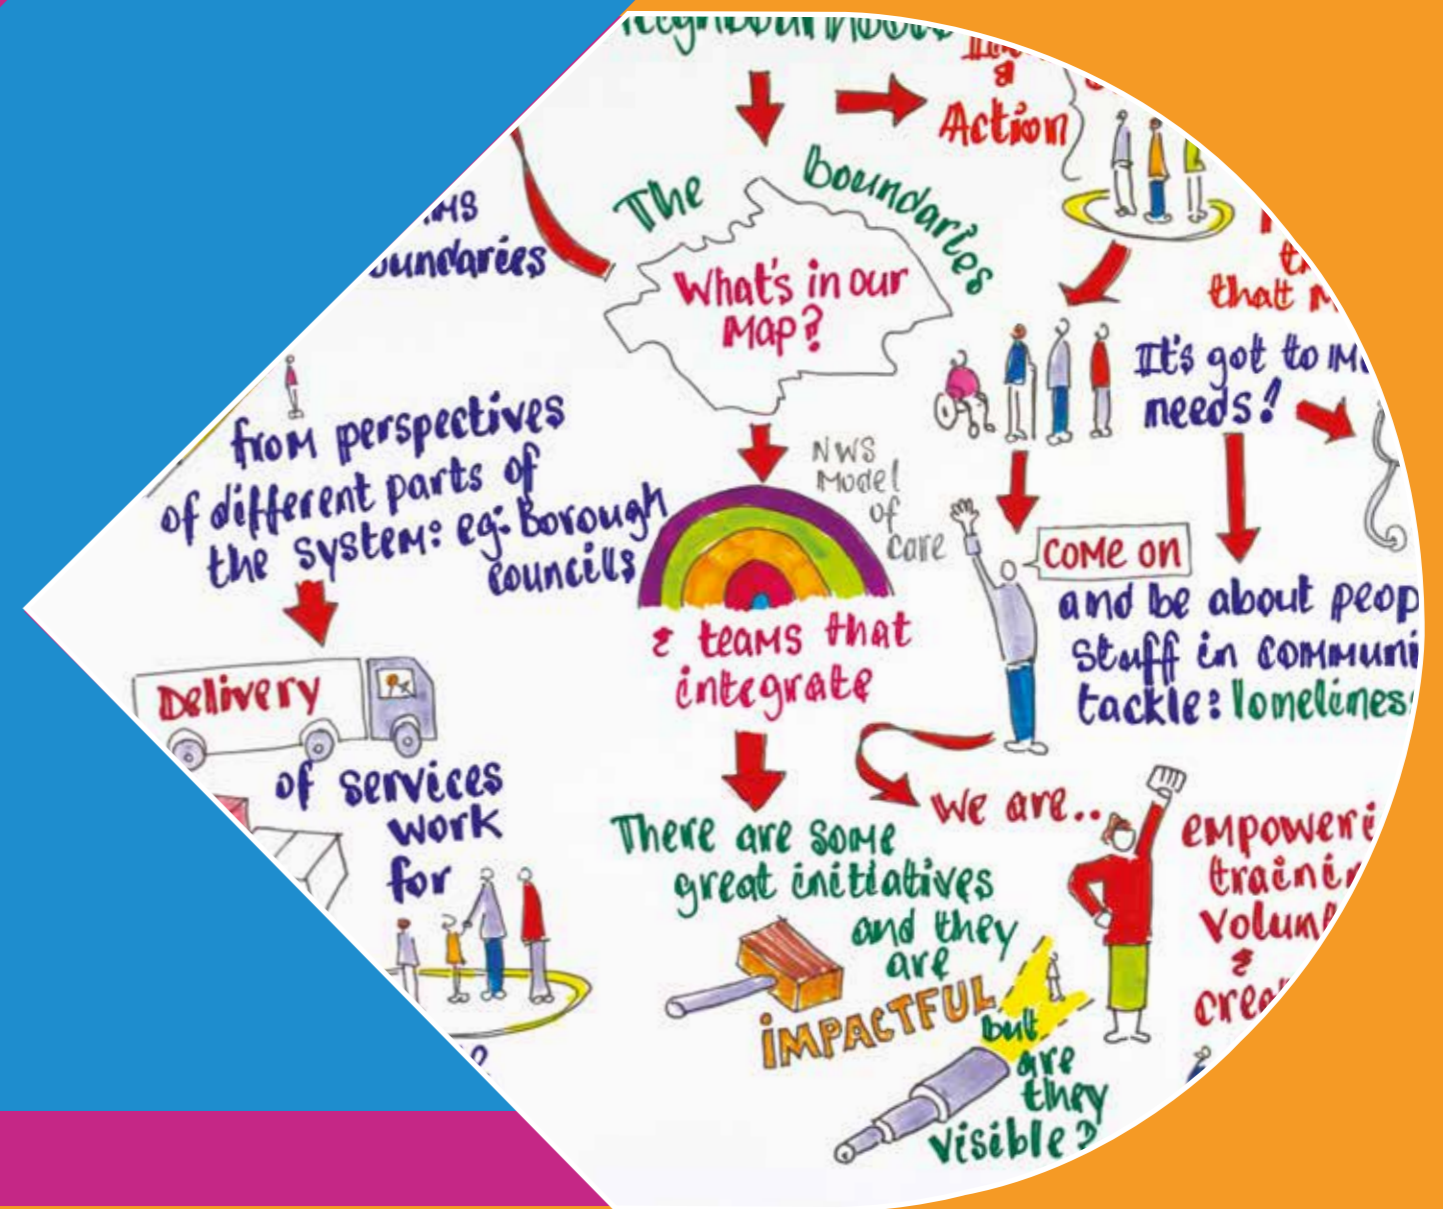 Action
The boundaries
What's in our
Map?
boundaries
that
It's got to
needs!
from perspectives
of different parts of
the system: eg: Borough
councils
NWS
Model
of
care
COME ON
and be about
stuff in
tackle: loneliness
& teams that
integrate
Delivery
of services
work
for
We are..
There are some
great initiatives
and they
are
IMPACTFUL
but
are
they
visible?